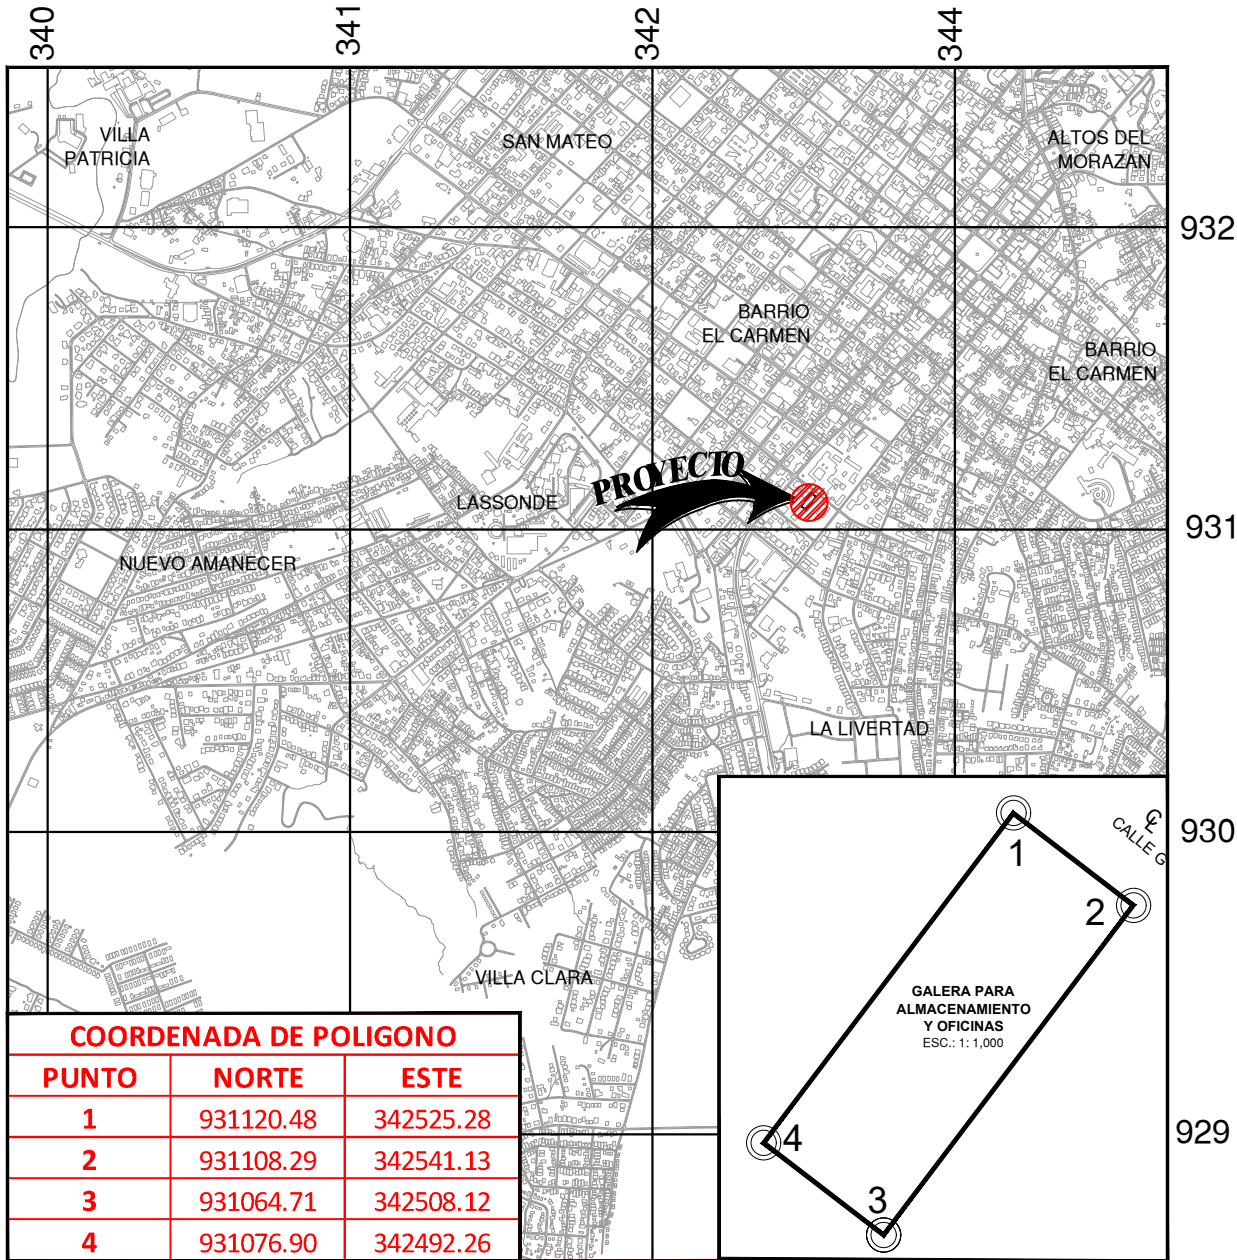 340
341
342
344
VILLA
PATRICIA
SAN MATEO
ALTOS DEL
MORAZAN
932
BARRIO
EL CARMEN
BARRIO
EL CARMEN
PROYECTO
LASSONDE
931
NUEVO AMANECER
LA LIVERTAD
930
VILLA CLARA
929
1
2
3
4
CALLE G
GALERA PARA
ALMACENAMIENTO
Y OFICINAS
ESC.: 1: 1,000
COORDENADA DE POLIGONO
PUNTO NORTE ESTE
1 931120.48 342525.28
2 931108.29 342541.13
3 931064.71 342508.12
4 931076.90 342492.26